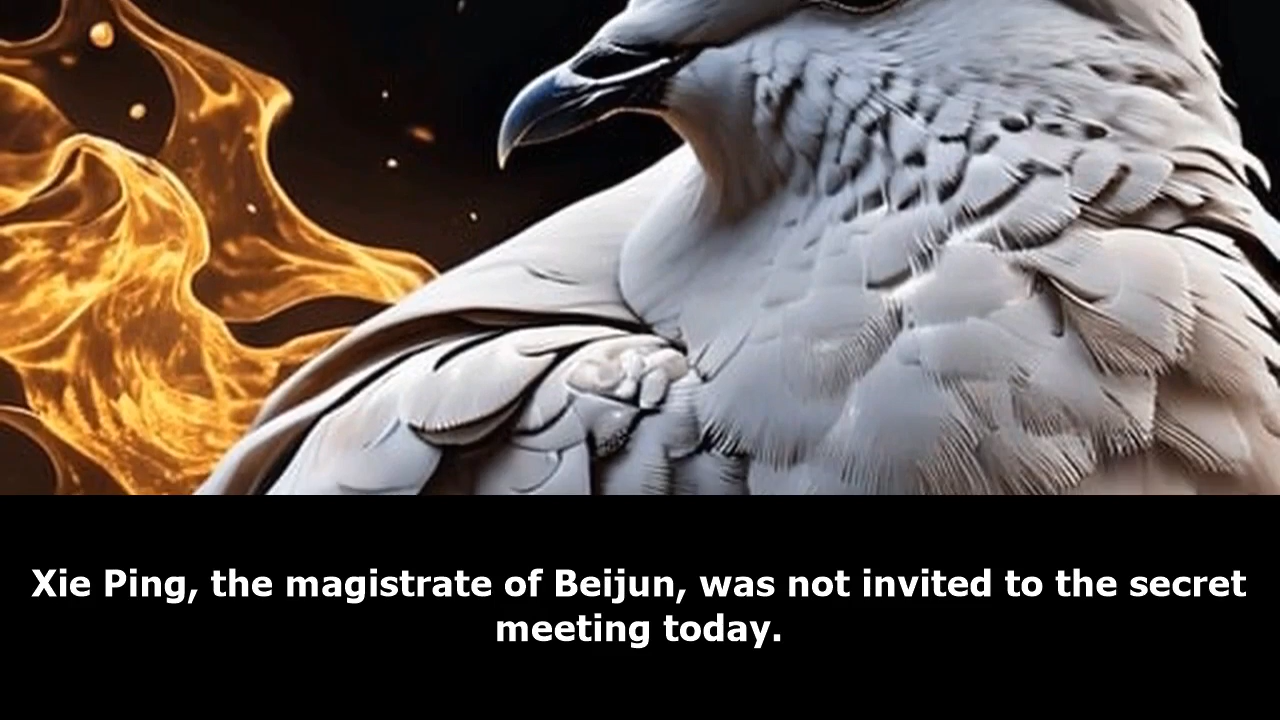 Xie Ping, the magistrate of Beijun, was not invited to the secret
meeting today.